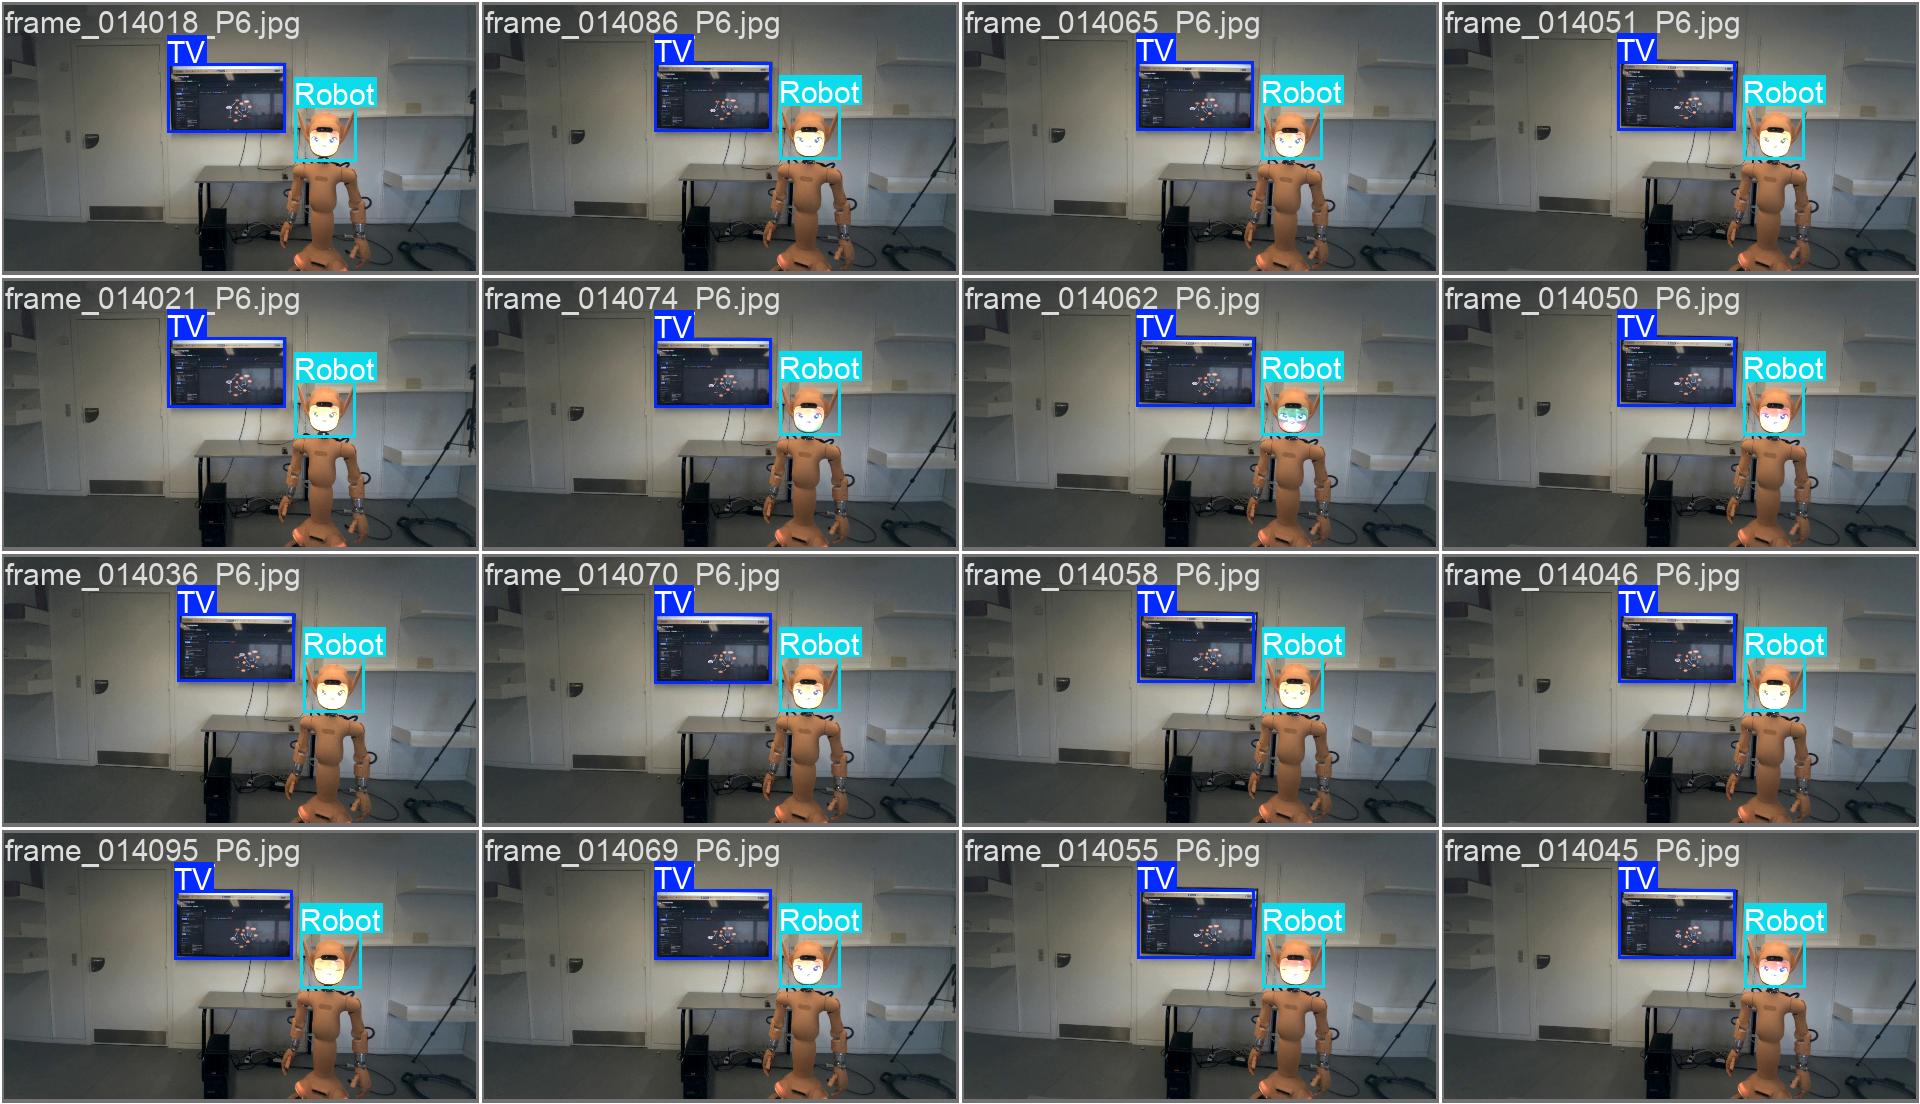 frame_014018_P6.jpg
TV
Robot
frame_014086_P6.jpg
TV
Robot
frame_014065_P6.jpg
TV
Robot
frame_014051_P6.jpg
TV
Robot
frame_014021_P6.jpg
TV
Robot
frame_014074_P6.jpg
TV
Robot
frame_014062_P6.jpg
TV
Robot
frame_014050_P6.jpg
TV
Robot
frame_014036_P6.jpg
TV
Robot
frame_014070_P6.jpg
TV
Robot
frame_014058_P6.jpg
TV
Robot
frame_014046_P6.jpg
TV
Robot
frame_014095_P6.jpg
TV
Robot
frame_014069_P6.jpg
TV
Robot
frame_014055_P6.jpg
TV
Robot
frame_014045_P6.jpg
TV
Robot